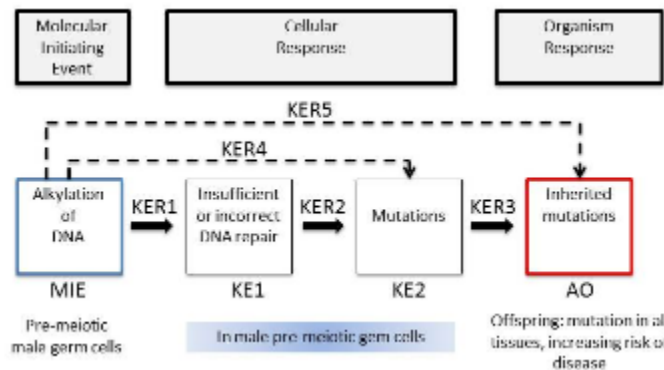 Molecular
Initiating
Event
Cellular
Response
Organism
Response
KER5
KER4
Alkylation
of
DNA
KER1
Insufficient
or incorrect
DNA repair
KER2
Mutations
KER3
Inherited
mutations
MIE
KE1
KE2
AO
Pre-meiotic
male germ cells
In male pre-meiotic gem cells
Offspring: mutation in al
tissues, increasing risk o
disease